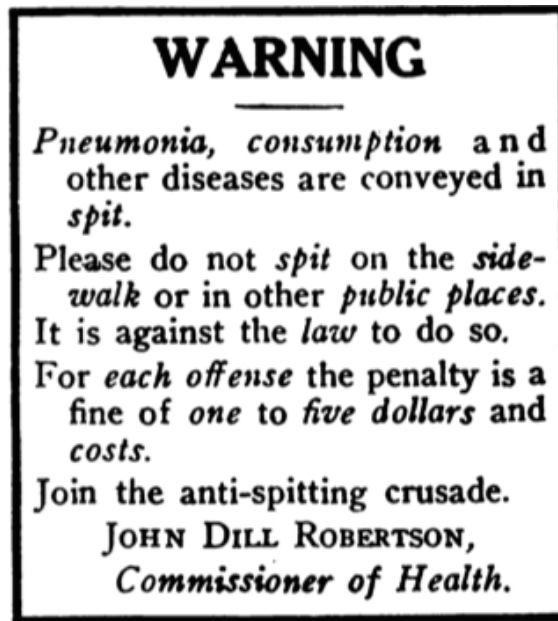 WARNING
Pneumonia, consumption and
other diseases are conveyed in
spit.
Please do not spit on the side-
walk or in other public places.
It is against the law to do so.
For each offense the penalty is a
fine of one to five dollars and
costs.
Join the anti-spitting crusade.
JOHN DILL ROBERTSON,
Commissioner of Health.